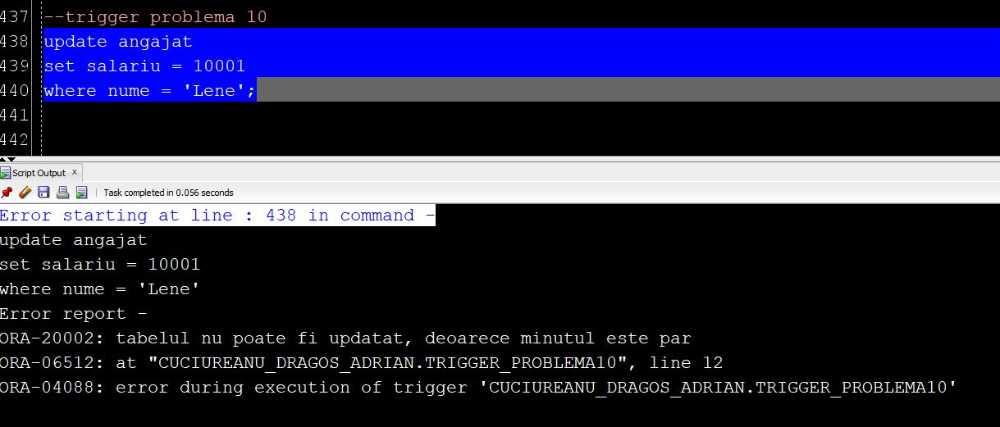 437 --trigger problema 10
438 update angajat
439 set salariu = 10001
440 where nume = 'Lene';
441
442
Script Output x
Task completed in 0.056 seconds
Error starting at line : 438 in command -
update angajat
set salariu = 10001
where nume = 'Lene'
Error report -
ORA-20002: tabelul nu poate fi updatat, deoarece minutul este par
ORA-06512: at "CUCIUREANU_DRAGOS_ADRIAN.TRIGGER_PROBLEMA10", line 12
ORA-04088: error during execution of trigger 'CUCIUREANU_DRAGOS_ADRIAN.TRIGGER_PROBLEMA10'